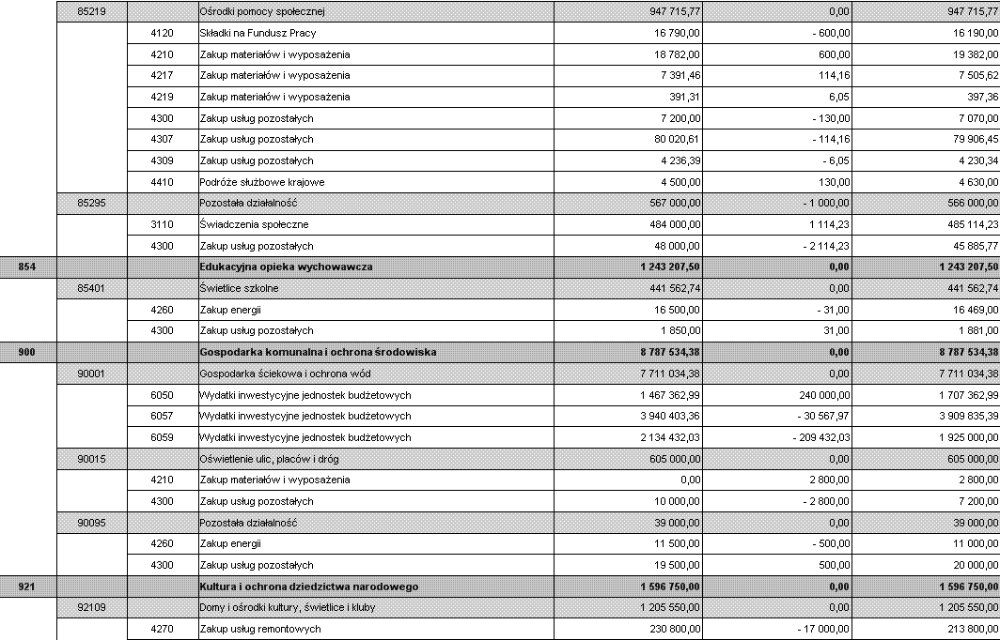 85219 Ośrodki pomocy społecznej 947 715,77 0,00 947 715,77
4120 Składki na Fundusz Pracy 16 790,00 - 600,00 16 190,00
4210 Zakup materiałów i wyposażenia 18 782,00 600,00 19 382,00
4217 Zakup materiałów i wyposażenia 7 391,46 114,16 7 505,62
4219 Zakup materiałów i wyposażenia 391,31 6,05 397,36
4300 Zakup usług pozostałych 7 200,00 - 130,00 7 070,00
4307 Zakup usług pozostałych 80 020,61 - 114,16 79 906,45
4309 Zakup usług pozostałych 4 236,39 - 6,05 4 230,34
4410 Podróże służbowe krajowe 4 500,00 130,00 4 630,00
85295 Pozostała działalność 567 000,00 - 1 000,00 566 000,00
3110 Świadczenia społeczne 484 000,00 1 114,23 485 114,23
4300 Zakup usług pozostałych 48 000,00 - 2 114,23 45 885,77
854 Edukacyjna opieka wychowawcza 1 243 207,50 0,00 1 243 207,50
85401 Świetlice szkolne 441 562,74 0,00 441 562,74
4260 Zakup energii 16 500,00 - 31,00 16 469,00
4300 Zakup usług pozostałych 1 850,00 31,00 1 881,00
900 Gospodarka komunalna i ochrona środowiska 8 787 534,38 0,00 8 787 534,38
90001 Gospodarka ściekowa i ochrona wód 7 711 034,38 0,00 7 711 034,38
6050 Wydatki inwestycyjne jednostek budżetowych 1 467 362,99 240 000,00 1 707 362,99
6057 Wydatki inwestycyjne jednostek budżetowych 3 940 403,36 - 30 567,97 3 909 835,39
6059 Wydatki inwestycyjne jednostek budżetowych 2 134 432,03 - 209 432,03 1 925 000,00
90015 Oświetlenie ulic, placów i dróg 605 000,00 0,00 605 000,00
4210 Zakup materiałów i wyposażenia 0,00 2 800,00 2 800,00
4300 Zakup usług pozostałych 10 000,00 - 2 800,00 7 200,00
90095 Pozostała działalność 39 000,00 0,00 39 000,00
4260 Zakup energii 11 500,00 - 500,00 11 000,00
4300 Zakup usług pozostałych 19 500,00 500,00 20 000,00
921 Kultura i ochrona dziedzictwa narodowego 1 596 750,00 0,00 1 596 750,00
92109 Domy i ośrodki kultury, świetlice i kluby 1 205 550,00 0,00 1 205 550,00
4270 Zakup usług remontowych 230 800,00 - 17 000,00 213 800,00